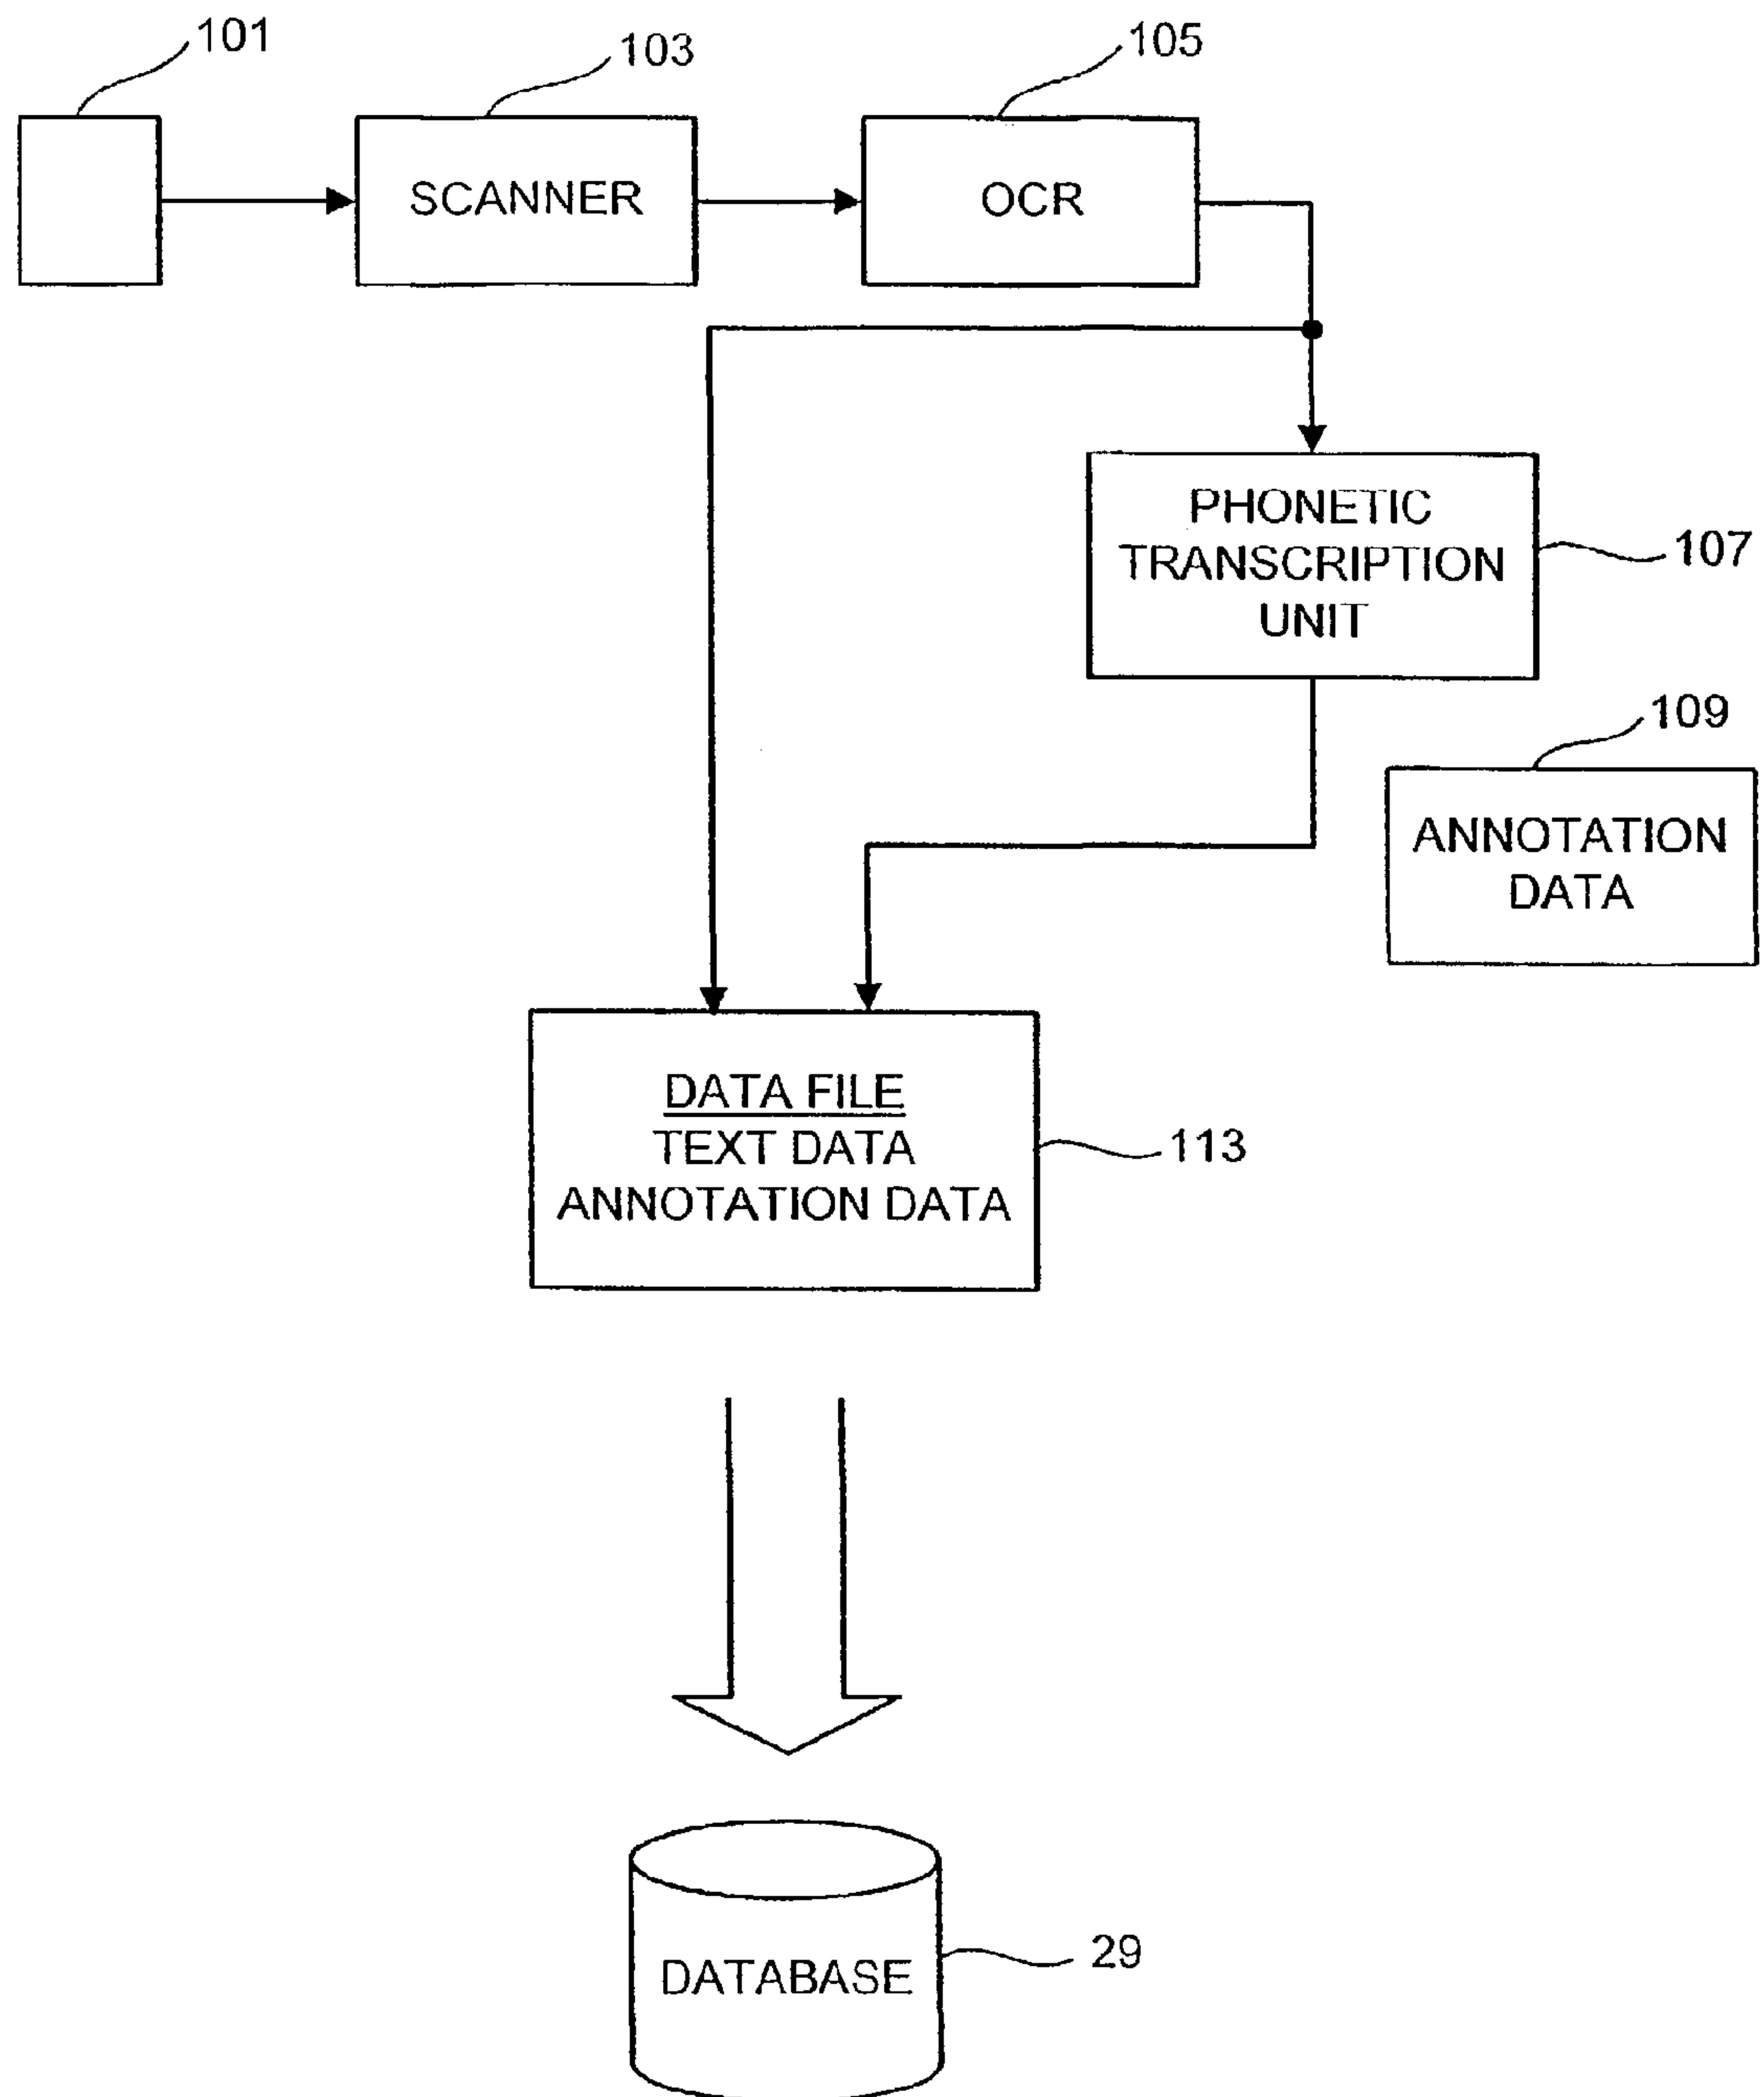 101
103
105
SCANNER
OCR
PHONETIC
TRANSCRIPTION
UNIT
107
109
ANNOTATION
DATA
DATA FILE
TEXT DATA
ANNOTATION DATA
113
DATABASE
29